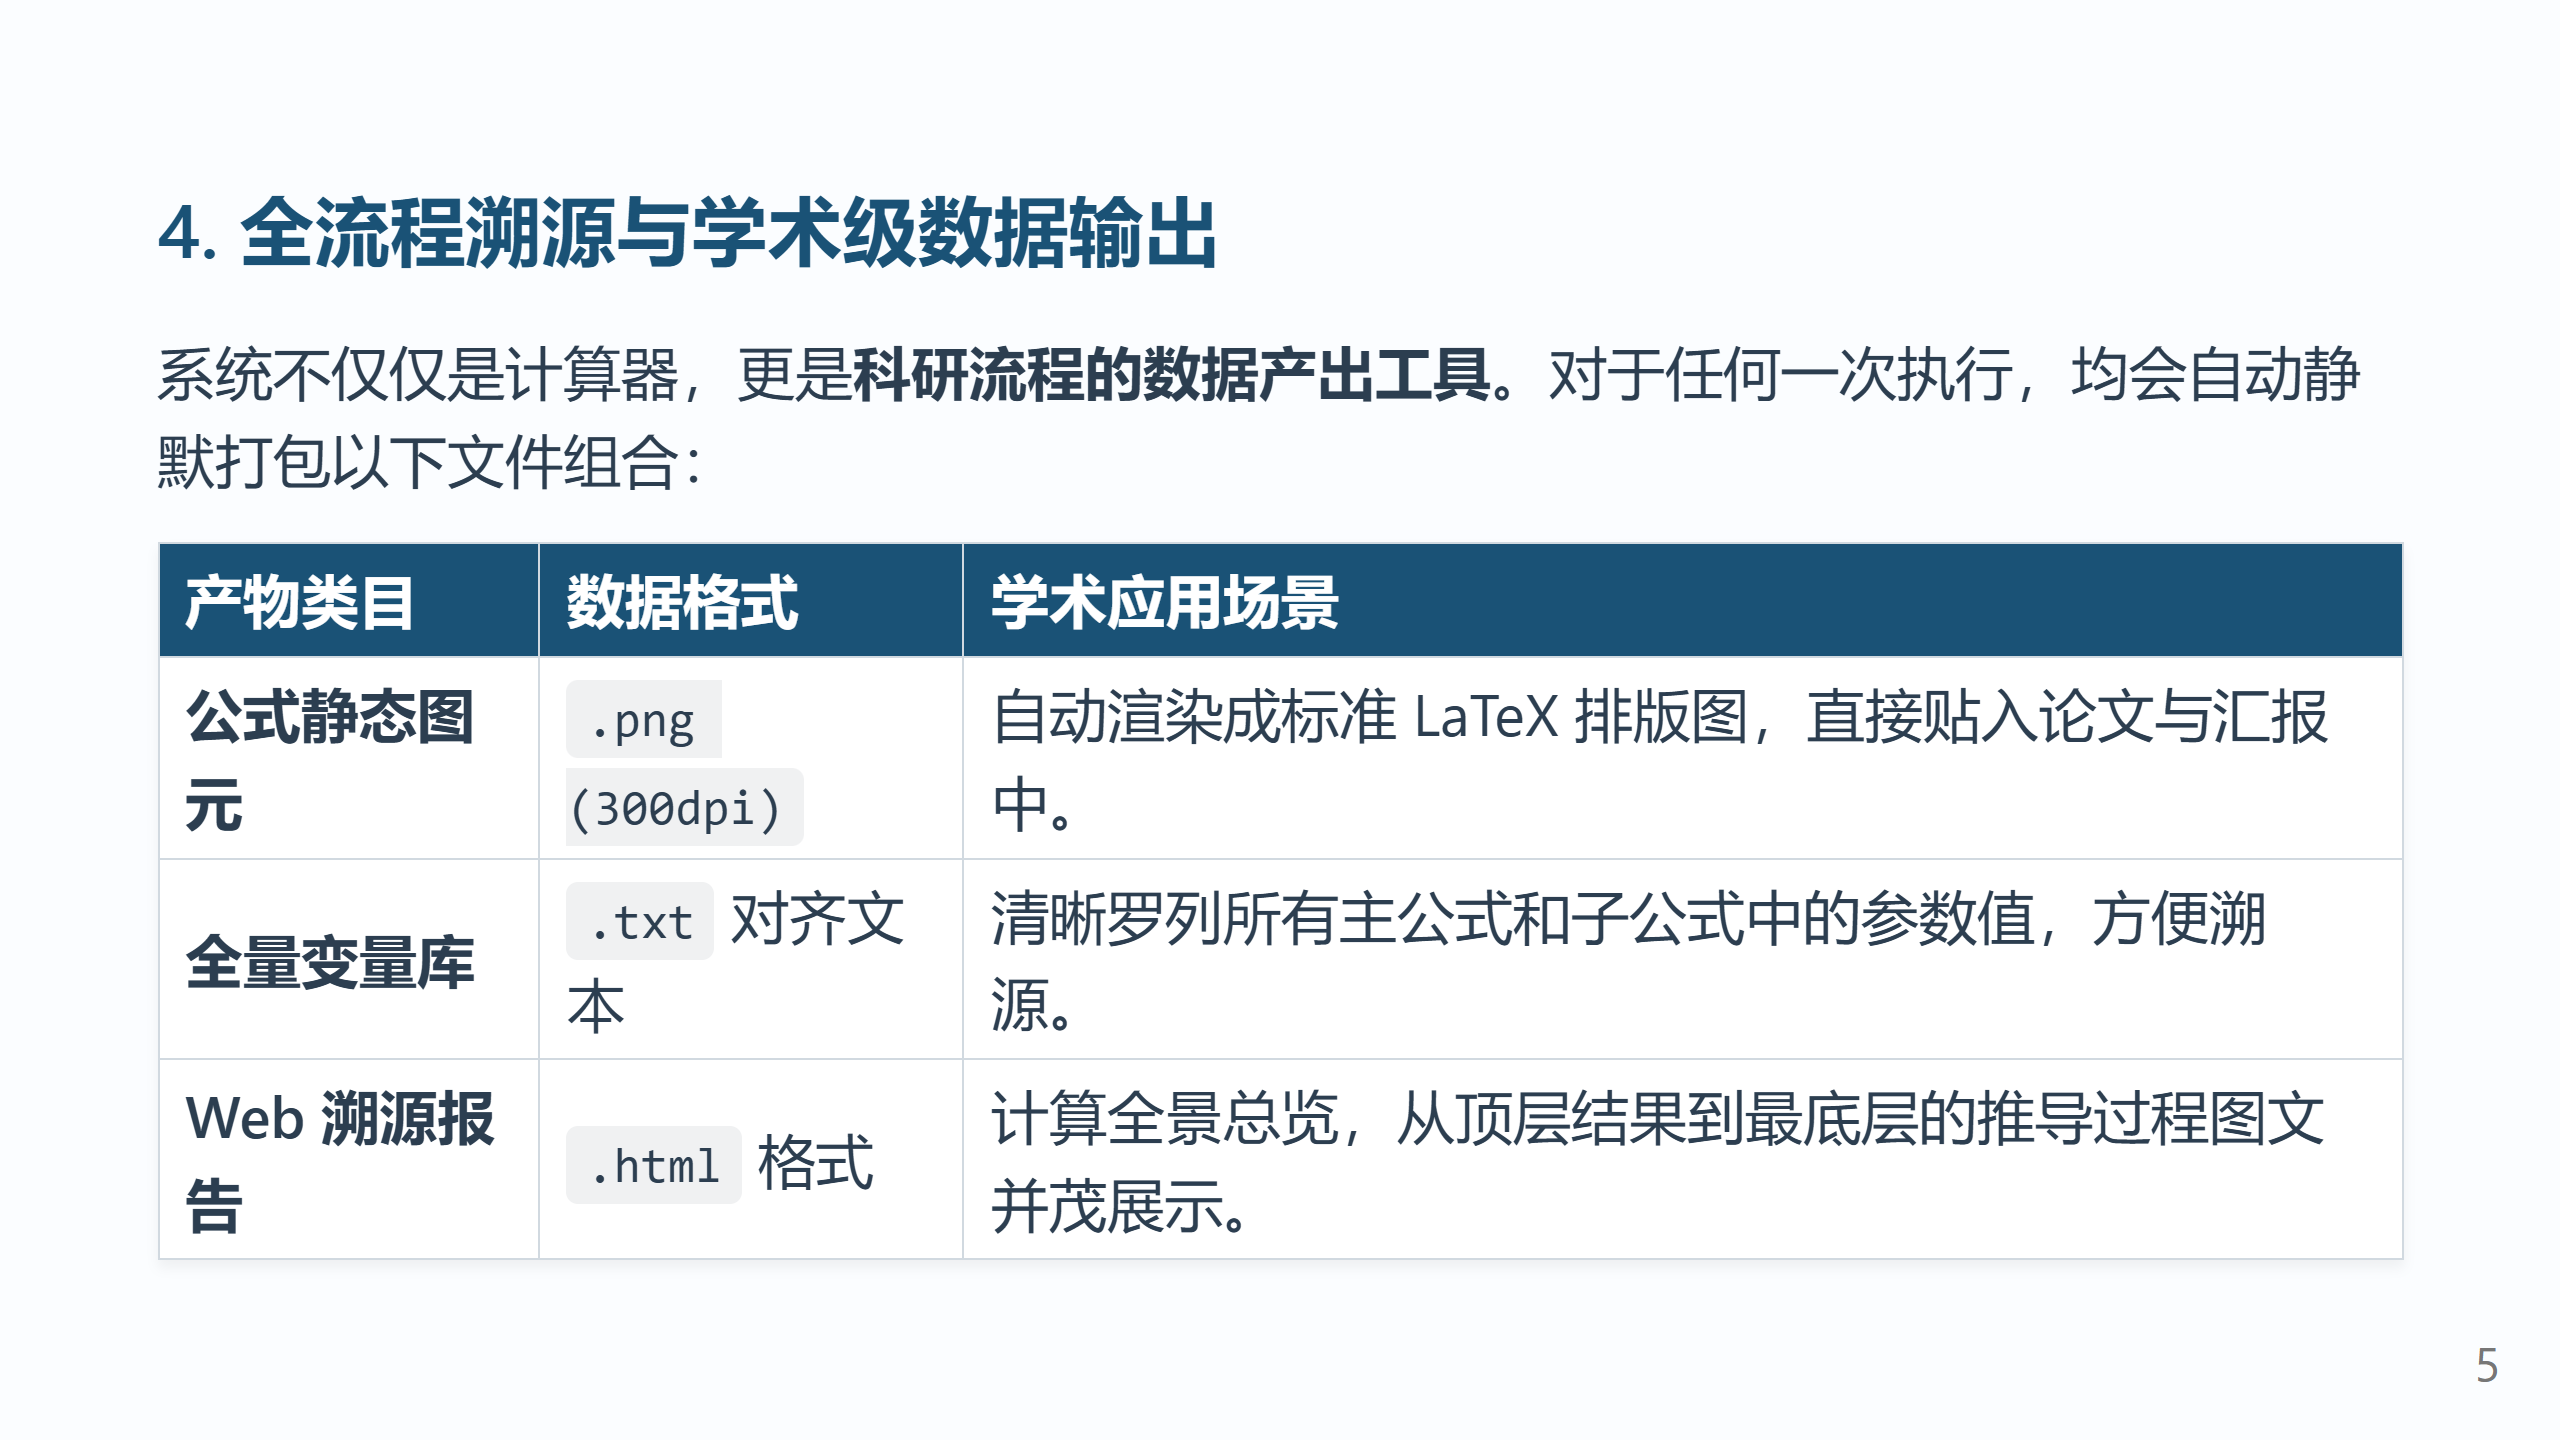 4. 全流程溯源与学术级数据输出
系统不仅仅是计算器，更是科研流程的数据产出工具。对于任何一次执行，均会自动静
默打包以下文件组合：
产物类目
数据格式
学术应用场景
公式静态图
元
.png
(300dpi)
自动渲染成标准 LaTeX 排版图，直接贴入论文与汇报
中。
全量变量库
.txt 对齐文
本
清晰罗列所有主公式和子公式中的参数值，方便溯
源。
Web 溯源报
告
.html 格式
计算全景总览，从顶层结果到最底层的推导过程图文
并茂展示。
5